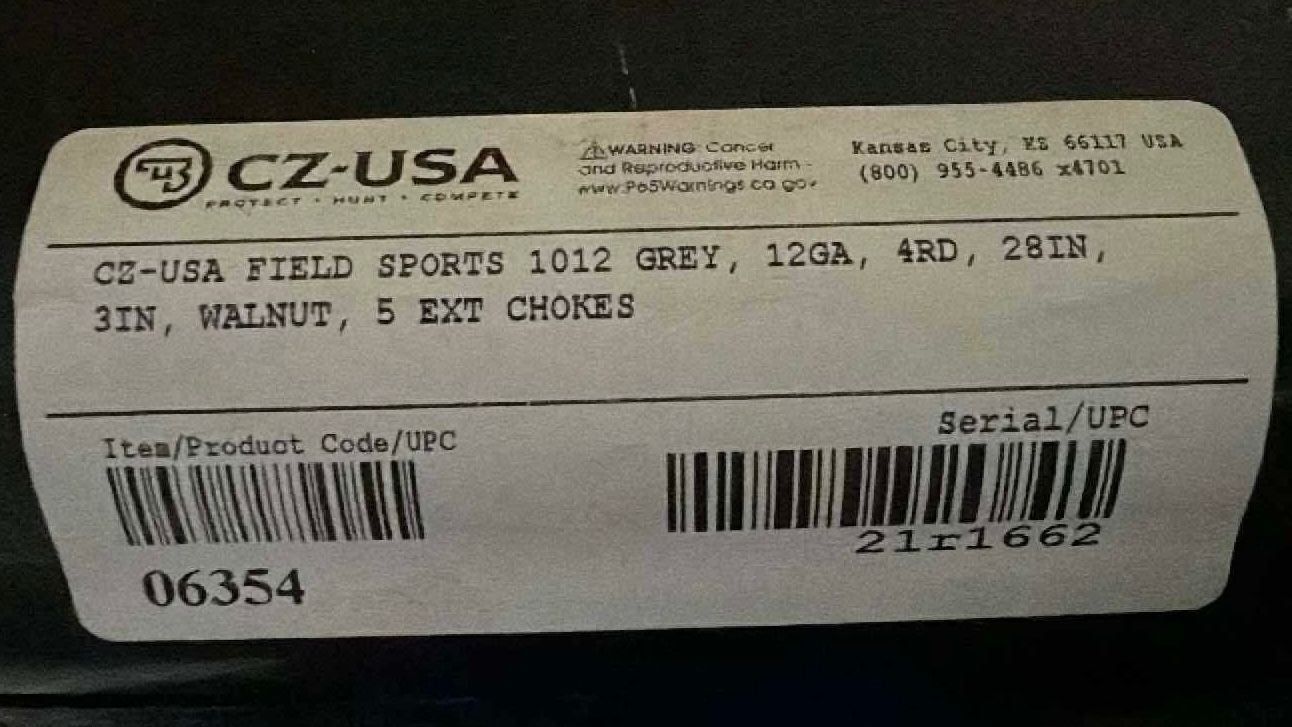 CZ-USA
PROTECT · HUNT · COMPETE
⚠WARNING: Cancer
and Reproductive Harm -
www.P65Warnings.ca.gov
Kansas City, KS 66117 USA
(800) 955-4486 x4701
CZ-USA FIELD SPORTS 1012 GREY, 12GA, 4RD, 28IN,
3IN, WALNUT, 5 EXT CHOKES
Item/Product Code/UPC
06354
Serial/UPC
21r1662